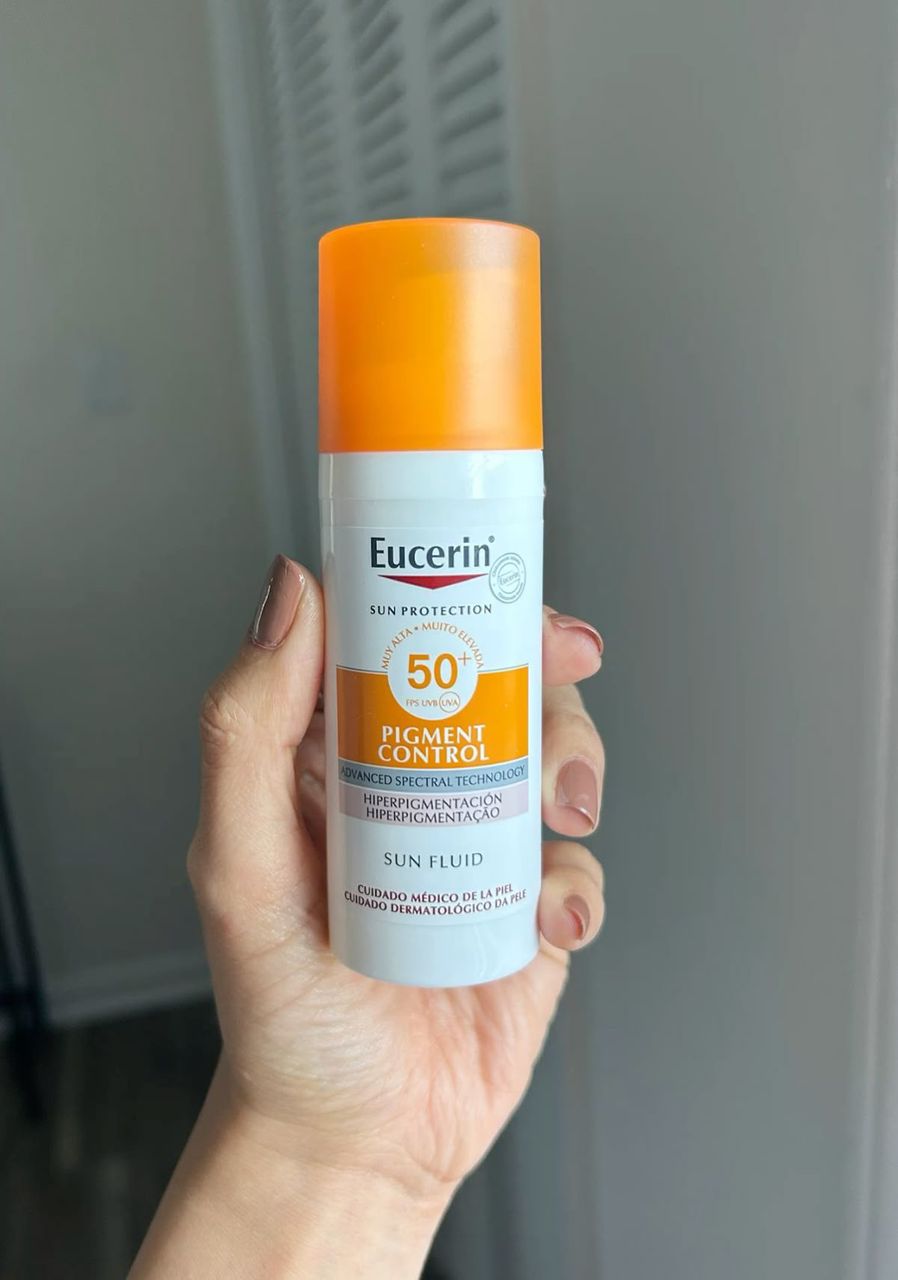 Eucerin®
Eucerin
SUN PROTECTION
MUY ALTA • MUITO ELEVADA
50+
FPS UVB UVA
PIGMENT
CONTROL
ADVANCED SPECTRAL TECHNOLOGY
HIPERPIGMENTACIÓN
HIPERPIGMENTAÇÃO
SUN FLUID
CUIDADO MÉDICO DE LA PIEL
CUIDADO DERMATOLÓGICO DA PELE